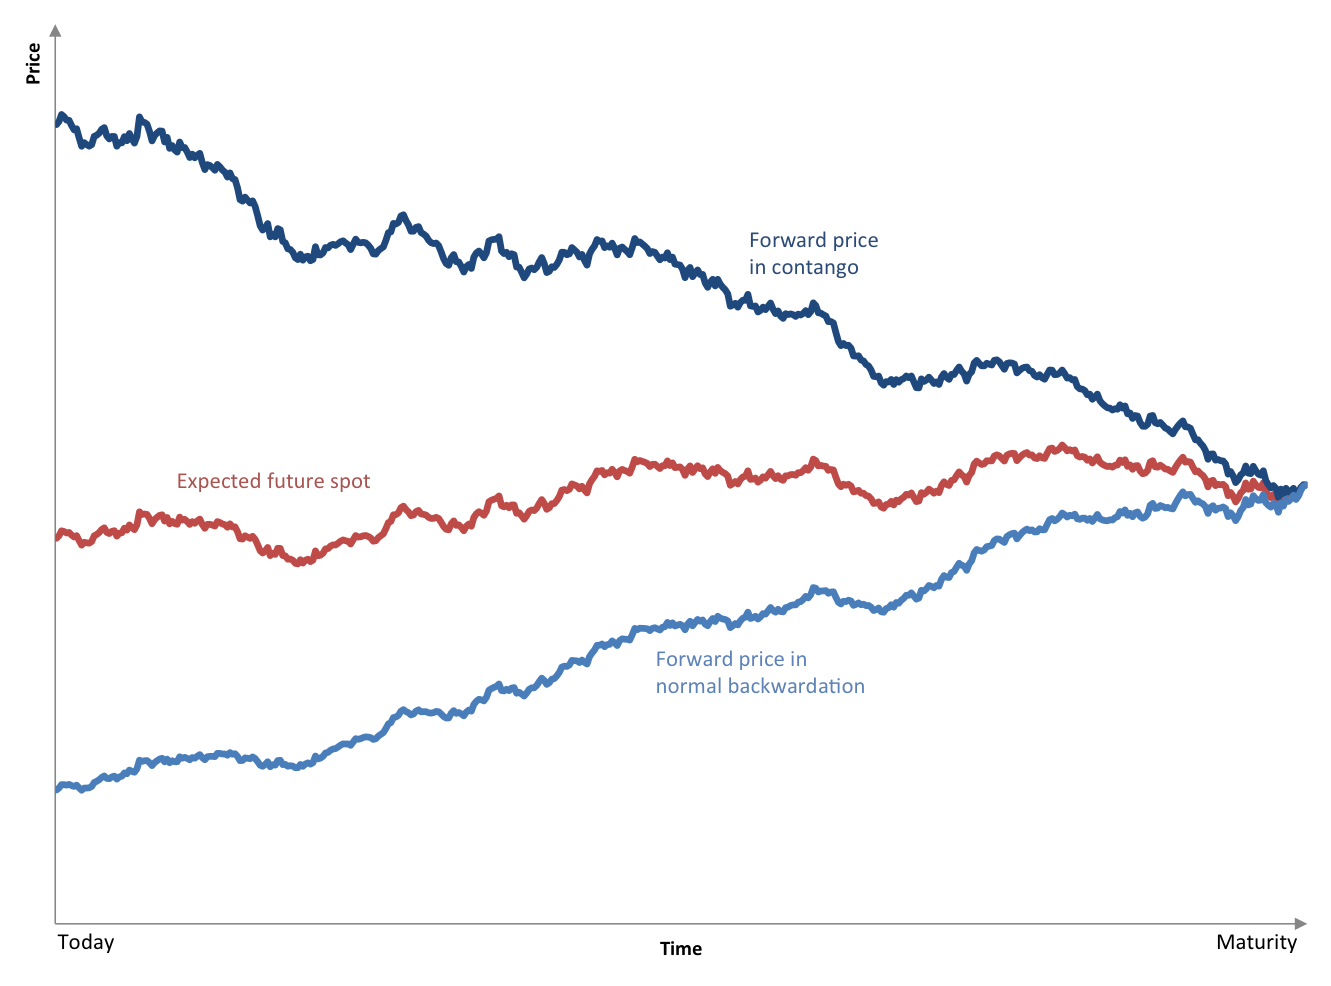 Price
Forward price
in contango
Expected future spot
Forward price in
normal backwardation
Today
Time
Maturity